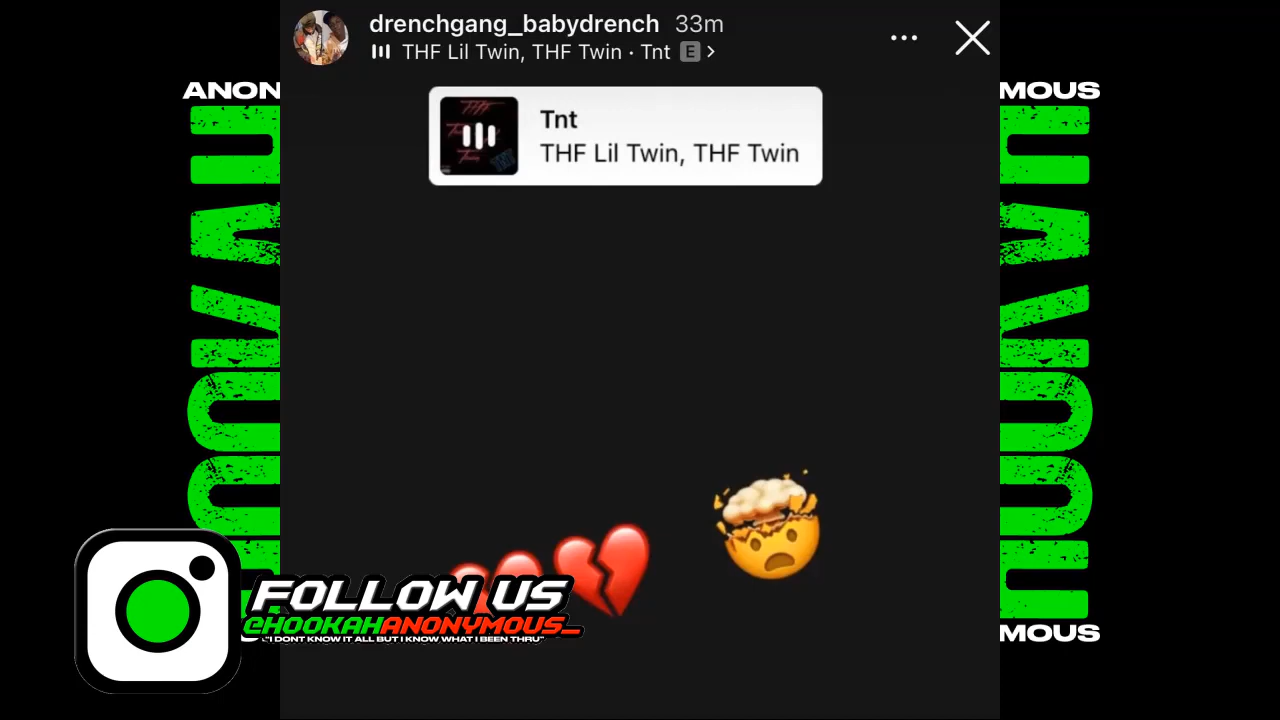 drenchgang_babydrench 33m
THF Lil Twin, THF Twin · Tnt E >
Tnt
THF Lil Twin, THF Twin
ANON
MOUS
MOUS
FOLLOW US
@HOOKAHANONYMOUS_
"I DONT KNOW IT ALL BUT I KNOW WHAT I BEEN THRU"